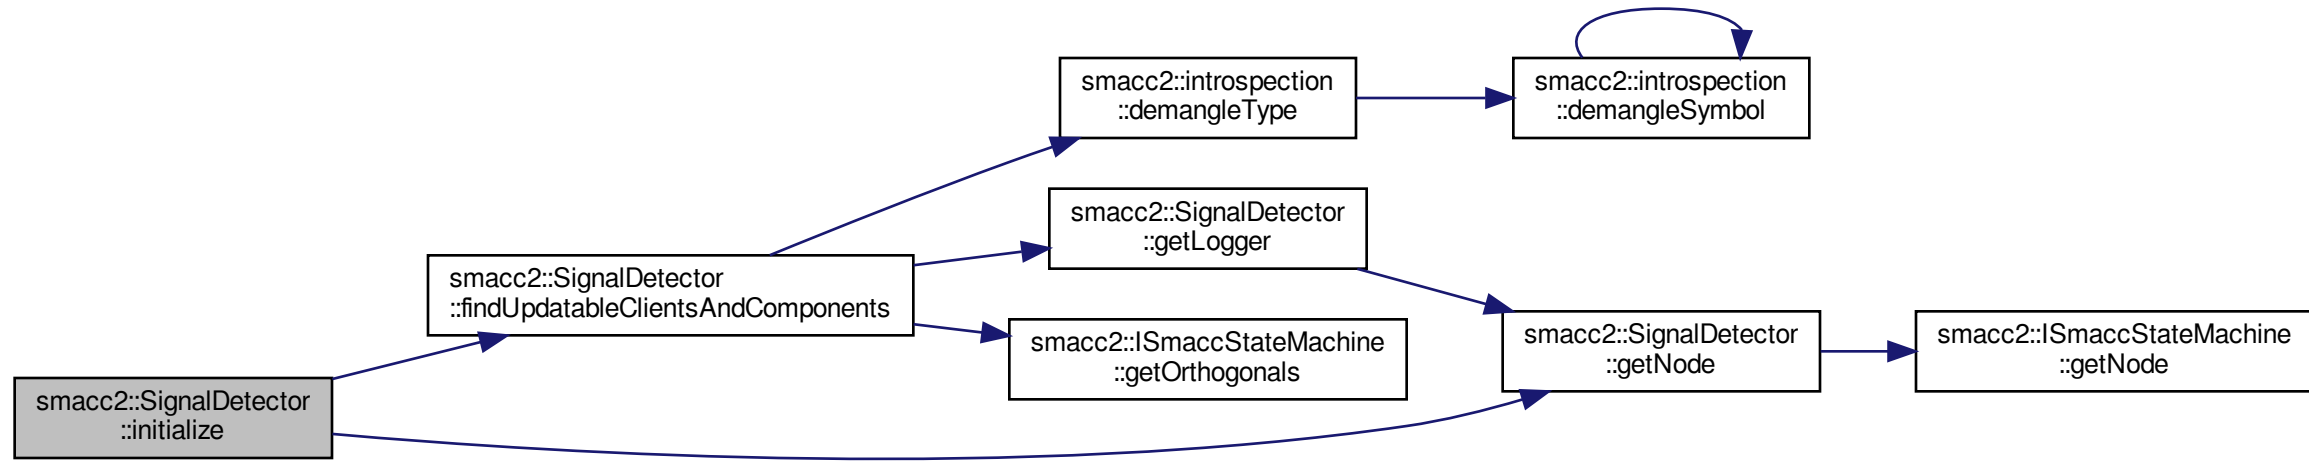 smacc2::introspection
::demangleType
smacc2::introspection
::demangleSymbol
smacc2::SignalDetector
::getLogger
smacc2::SignalDetector
::findUpdatableClientsAndComponents
smacc2::ISmaccStateMachine
::getOrthogonals
smacc2::SignalDetector
::getNode
smacc2::ISmaccStateMachine
::getNode
smacc2::SignalDetector
::initialize